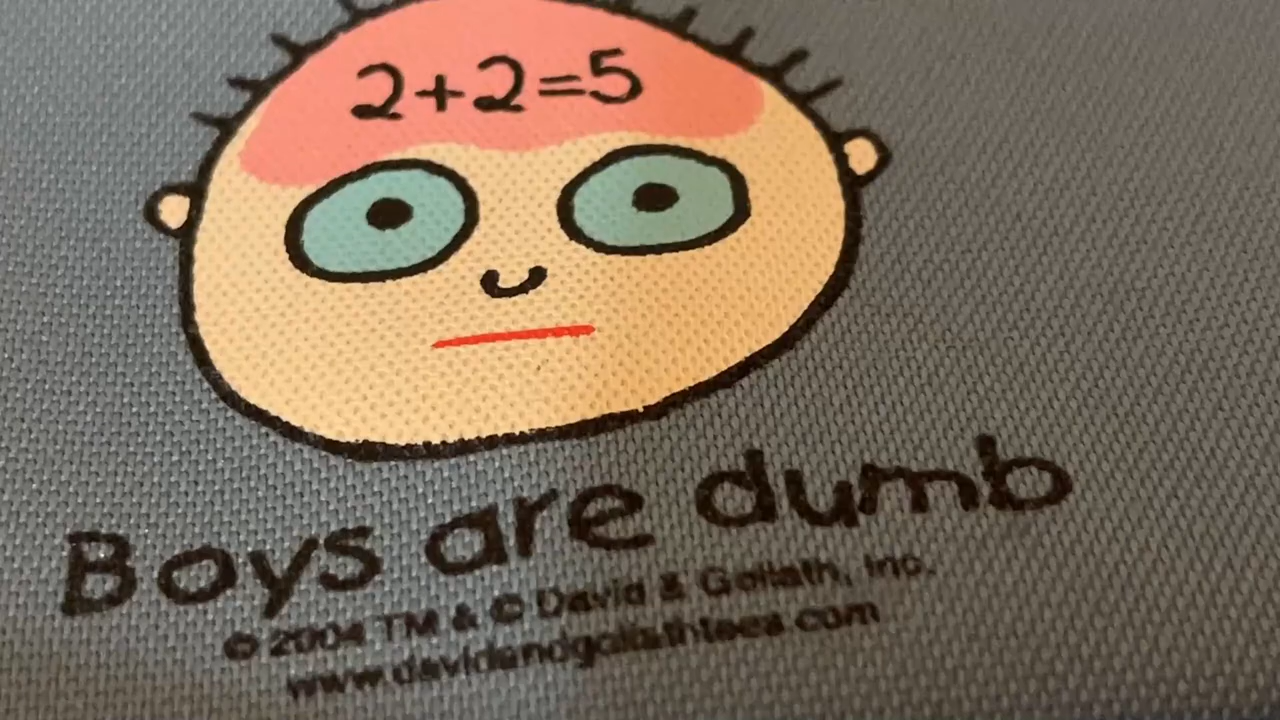 2+2=5
Boys are dumb
© 2004 TM & © David & Goliath, Inc.
www.davidandgoliathtees.com